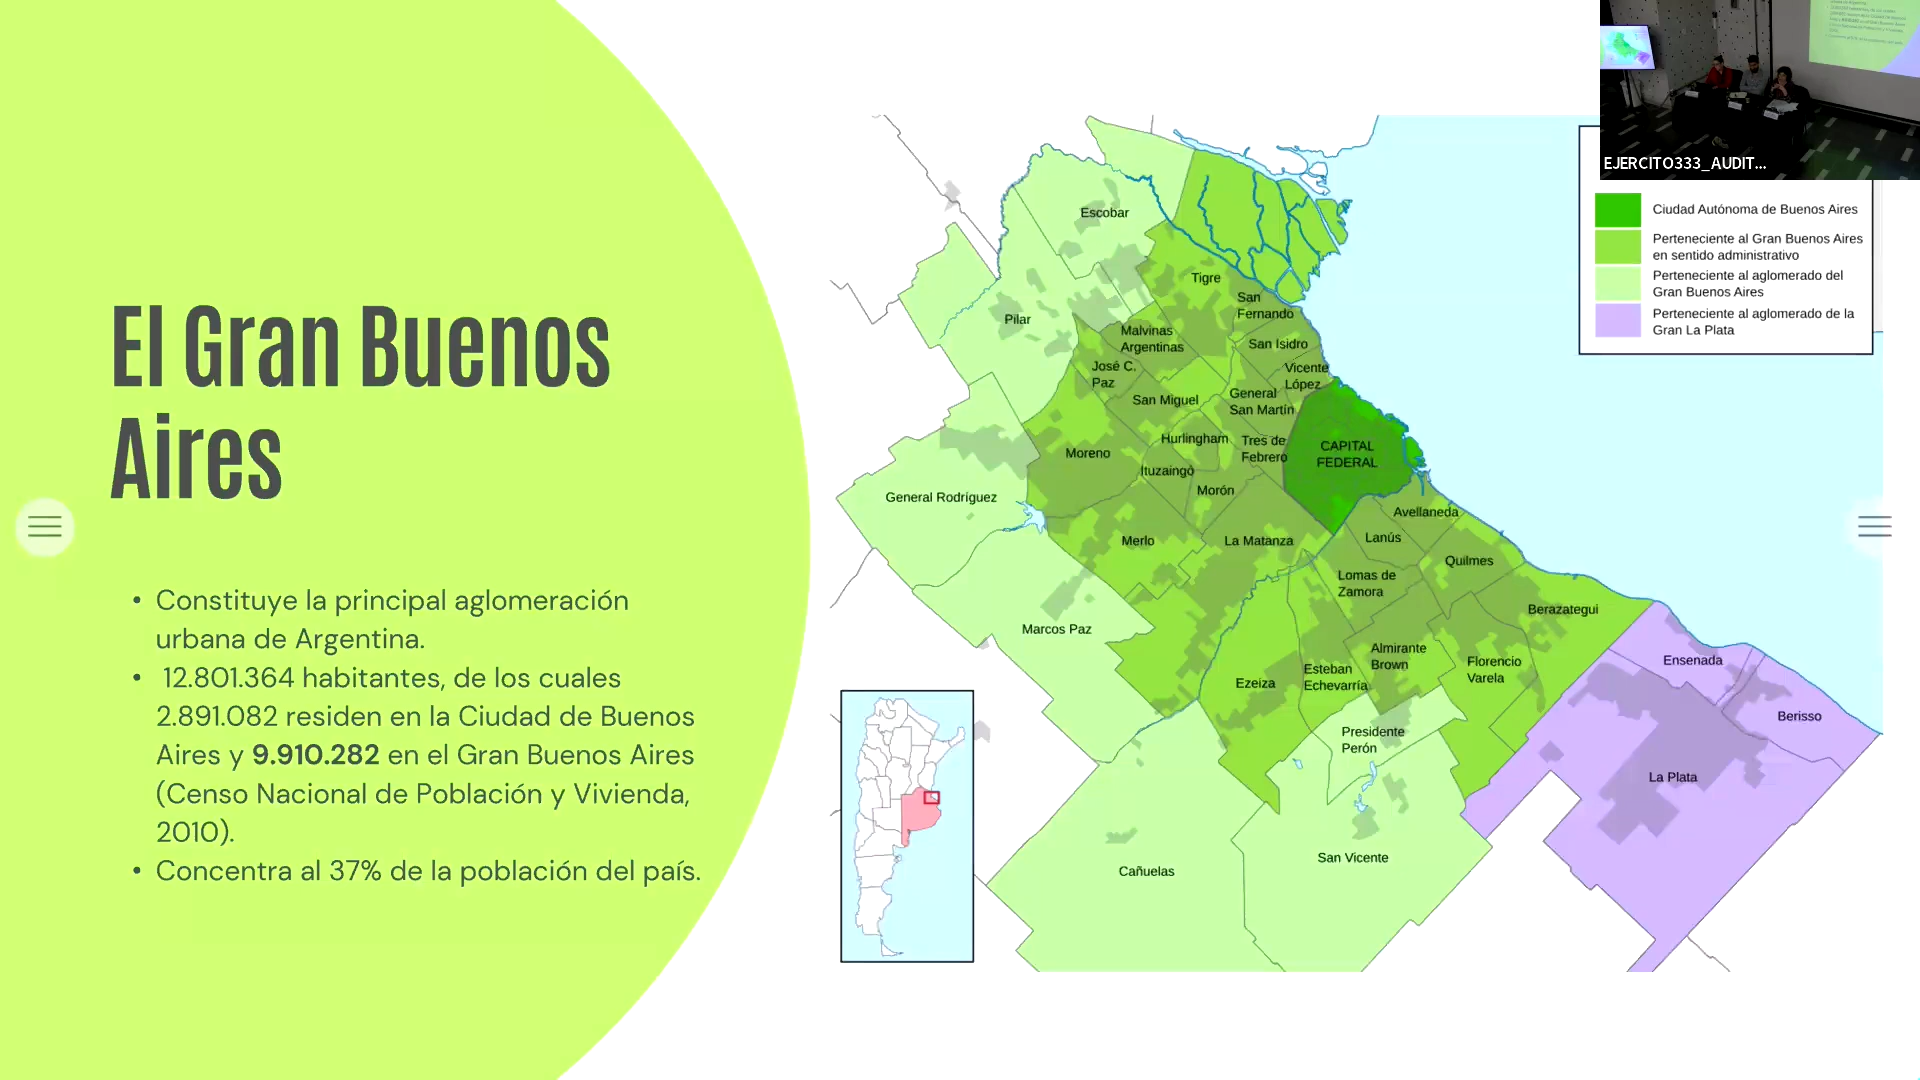 El Gran Buenos
Aires
• Constituye la principal aglomeración
urbana de Argentina.
• 12.801.364 habitantes, de los cuales
2.891.082 residen en la Ciudad de Buenos
Aires y 9.910.282 en el Gran Buenos Aires
(Censo Nacional de Población y Vivienda,
2010).
• Concentra al 37% de la población del país.
EJERCITO333_AUDIT...
Ciudad Autónoma de Buenos Aires
Perteneciente al Gran Buenos Aires
en sentido administrativo
Perteneciente al aglomerado del
Gran Buenos Aires
Perteneciente al aglomerado de la
Gran La Plata
Escobar
Tigre
San
Fernando
Pilar
Malvinas
Argentinas
San Isidro
José C.
Paz
Vicente
López
San Miguel
General
San Martín
Hurlingham
Tres de
Febrero
CAPITAL
FEDERAL
Moreno
Ituzaingó
Morón
General Rodríguez
Avellaneda
Merlo
La Matanza
Lanús
Quilmes
Lomas de
Zamora
Berazategui
Marcos Paz
Almirante
Brown
Esteban
Echevarría
Florencio
Varela
Ezeiza
Ensenada
Berisso
Presidente
Perón
La Plata
San Vicente
Cañuelas